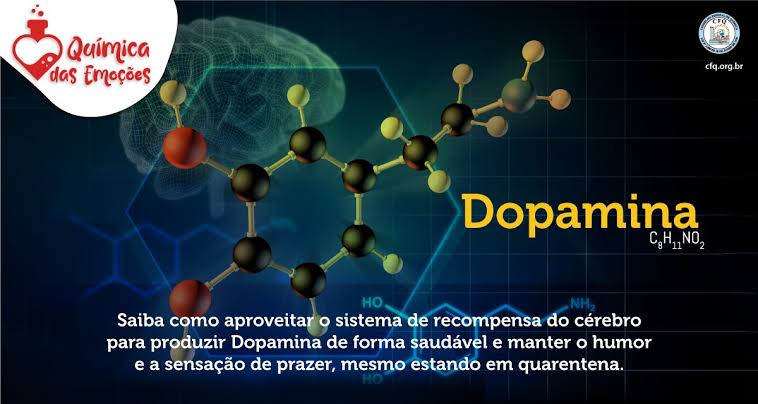 Química
das Emoções
CFQ
cfq.org.br
Dopamina
C₈H₁₁NO₂
HO
NH₂
HO
Saiba como aproveitar o sistema de recompensa do cérebro
para produzir Dopamina de forma saudável e manter o humor
e a sensação de prazer, mesmo estando em quarentena.